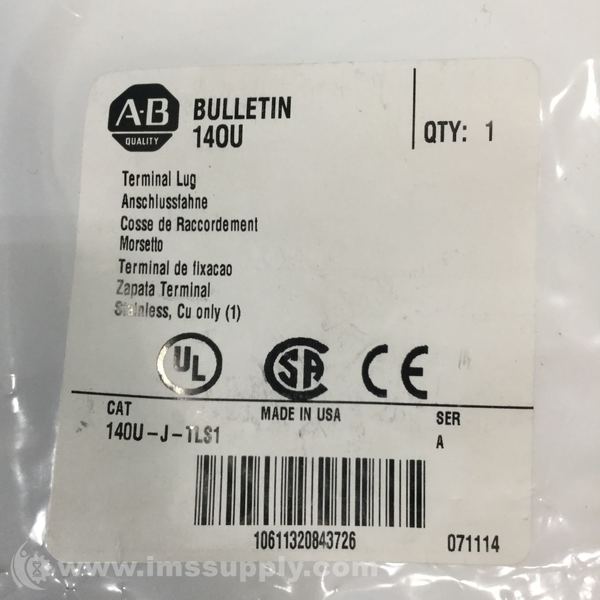 A-B
QUALITY
BULLETIN
140U
QTY: 1
Terminal Lug
Anschlussfahne
Cosse de Raccordement
Morsetto
Terminal de fixacao
Zapata Terminal
Stainless, Cu only (1)
UL
SA
CE
CAT
140U-J-TLS1
MADE IN USA
SER
A
10611320843726
071114
www.imssupply.com